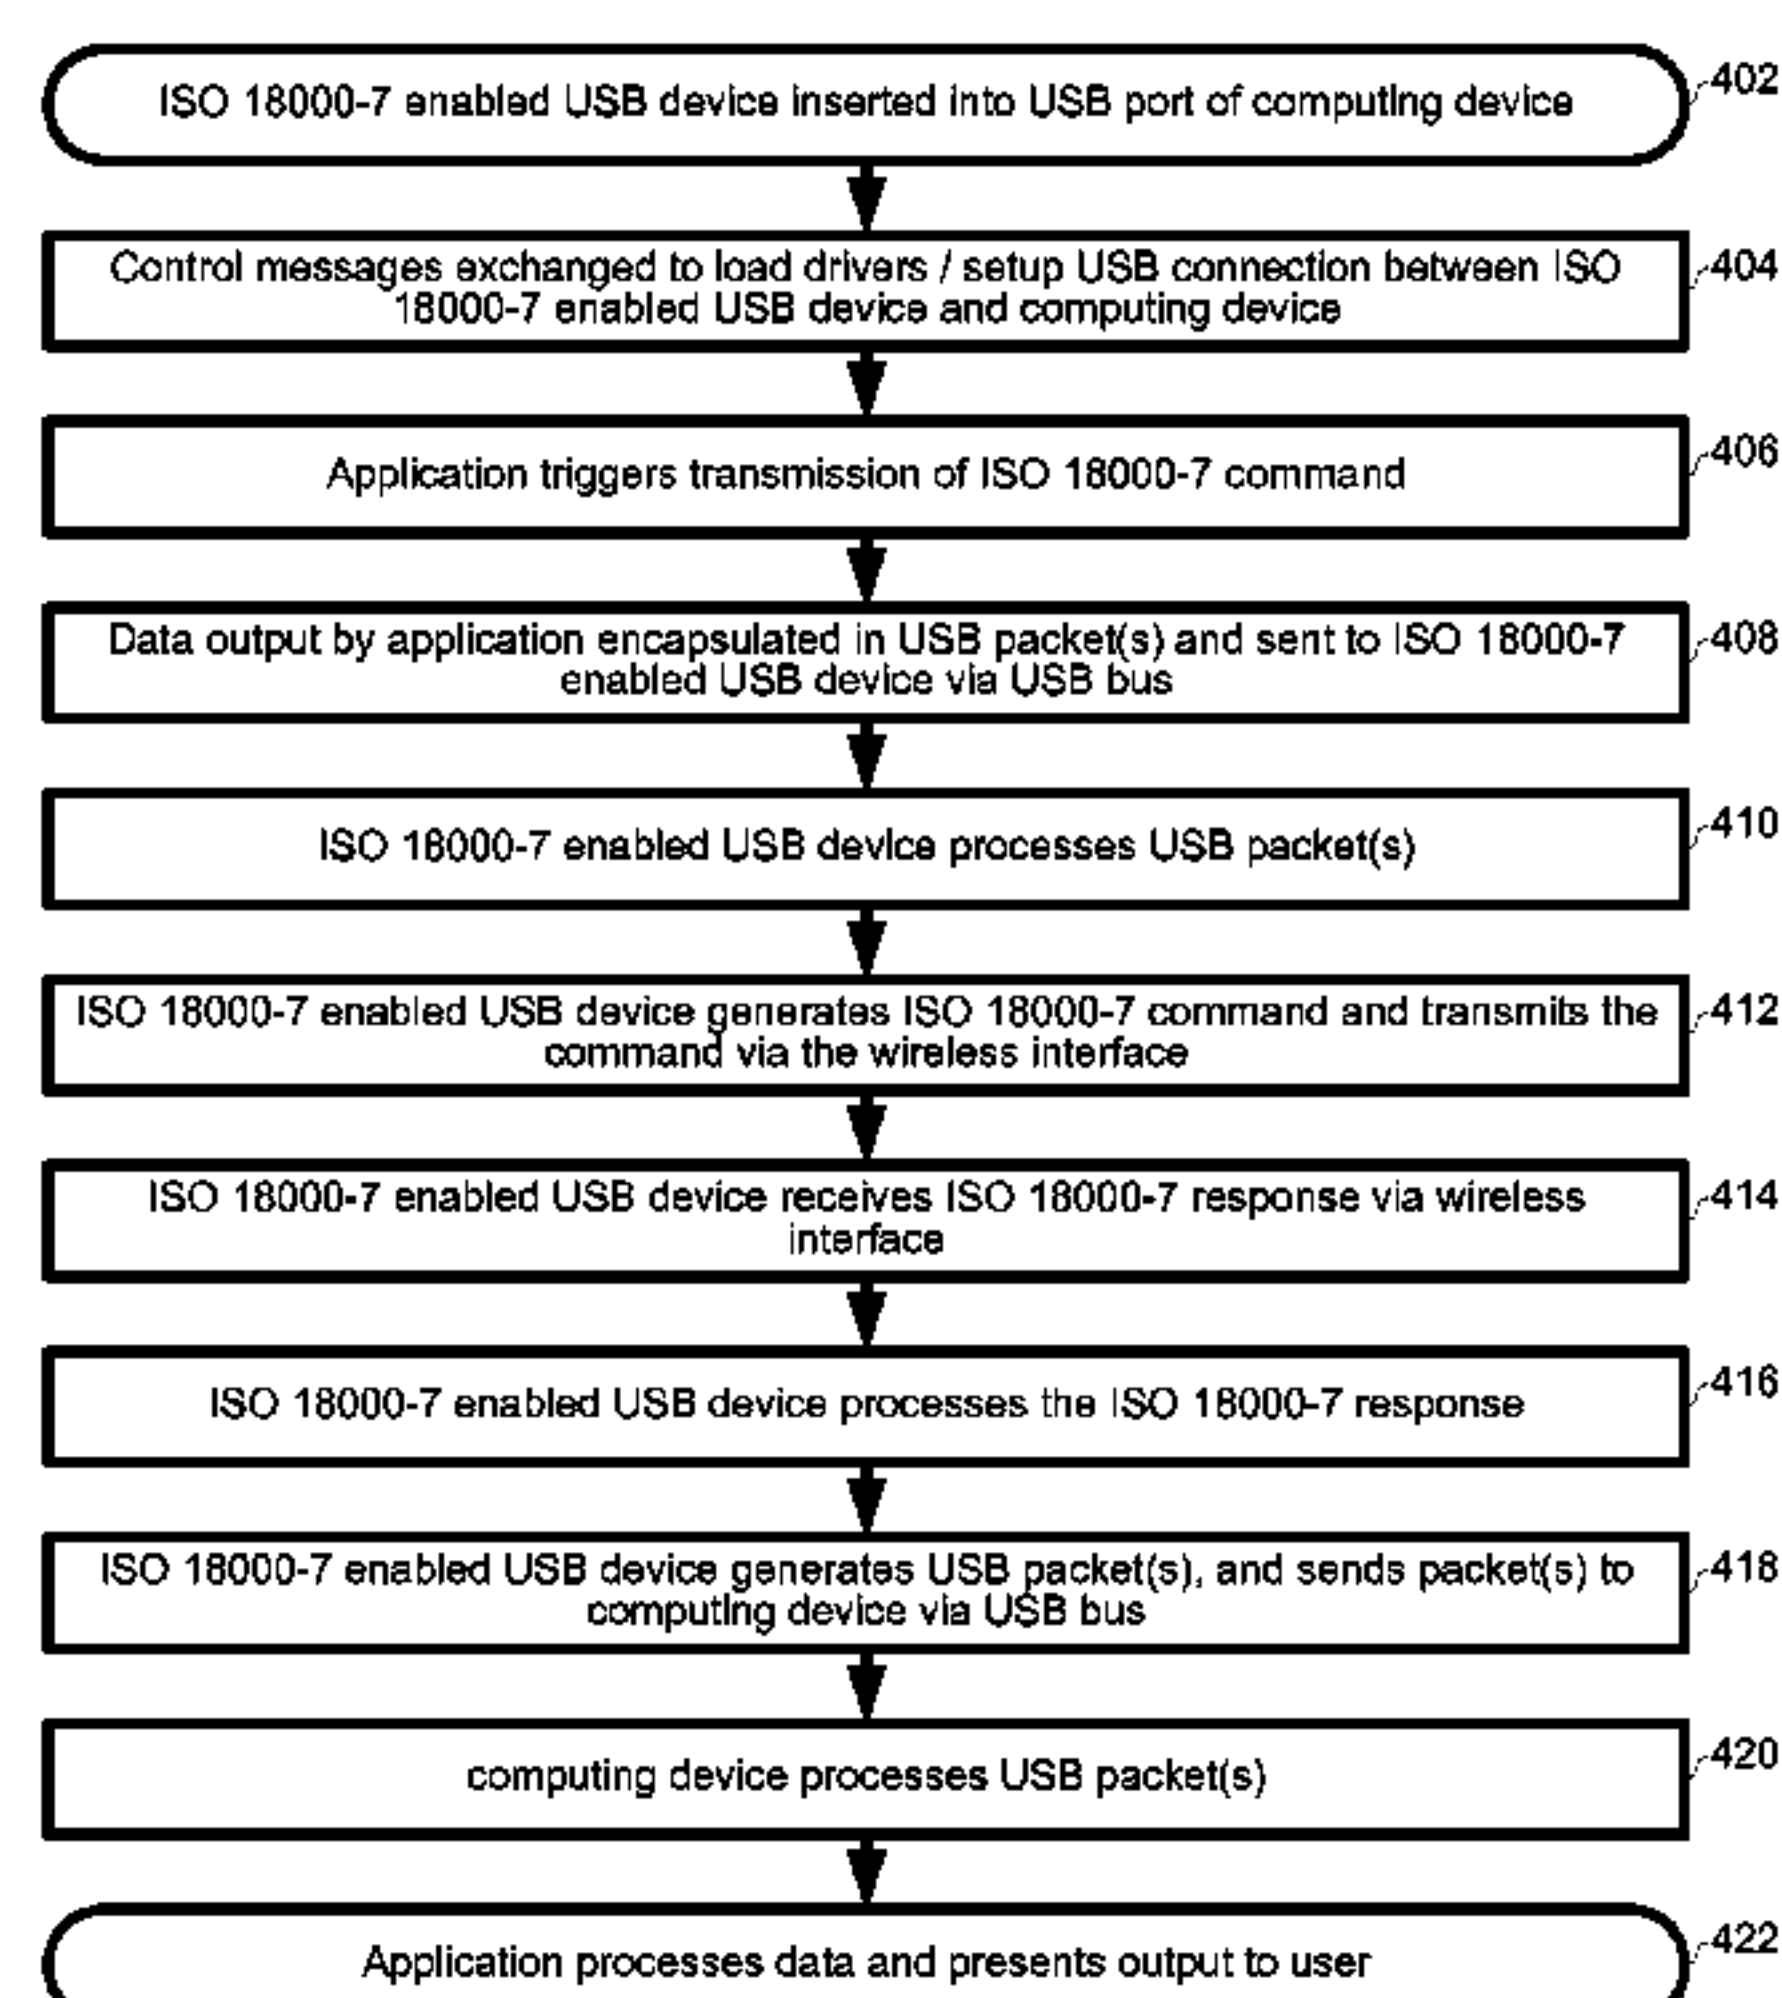 ISO 18000-7 enabled USB device inserted into USB port of computing device
402
Control messages exchanged to load drivers / setup USB connection between ISO
18000-7 enabled USB device and computing device
404
Application triggers transmission of ISO 18000-7 command
406
Data output by application encapsulated in USB packet(s) and sent to ISO 18000-7
enabled USB device via USB bus
408
ISO 18000-7 enabled USB device processes USB packet(s)
410
ISO 18000-7 enabled USB device generates ISO 18000-7 command and transmits the
command via the wireless interface
412
ISO 18000-7 enabled USB device receives ISO 18000-7 response via wireless
interface
414
ISO 18000-7 enabled USB device processes the ISO 18000-7 response
416
ISO 18000-7 enabled USB device generates USB packet(s), and sends packet(s) to
computing device via USB bus
418
computing device processes USB packet(s)
420
Application processes data and presents output to user
422